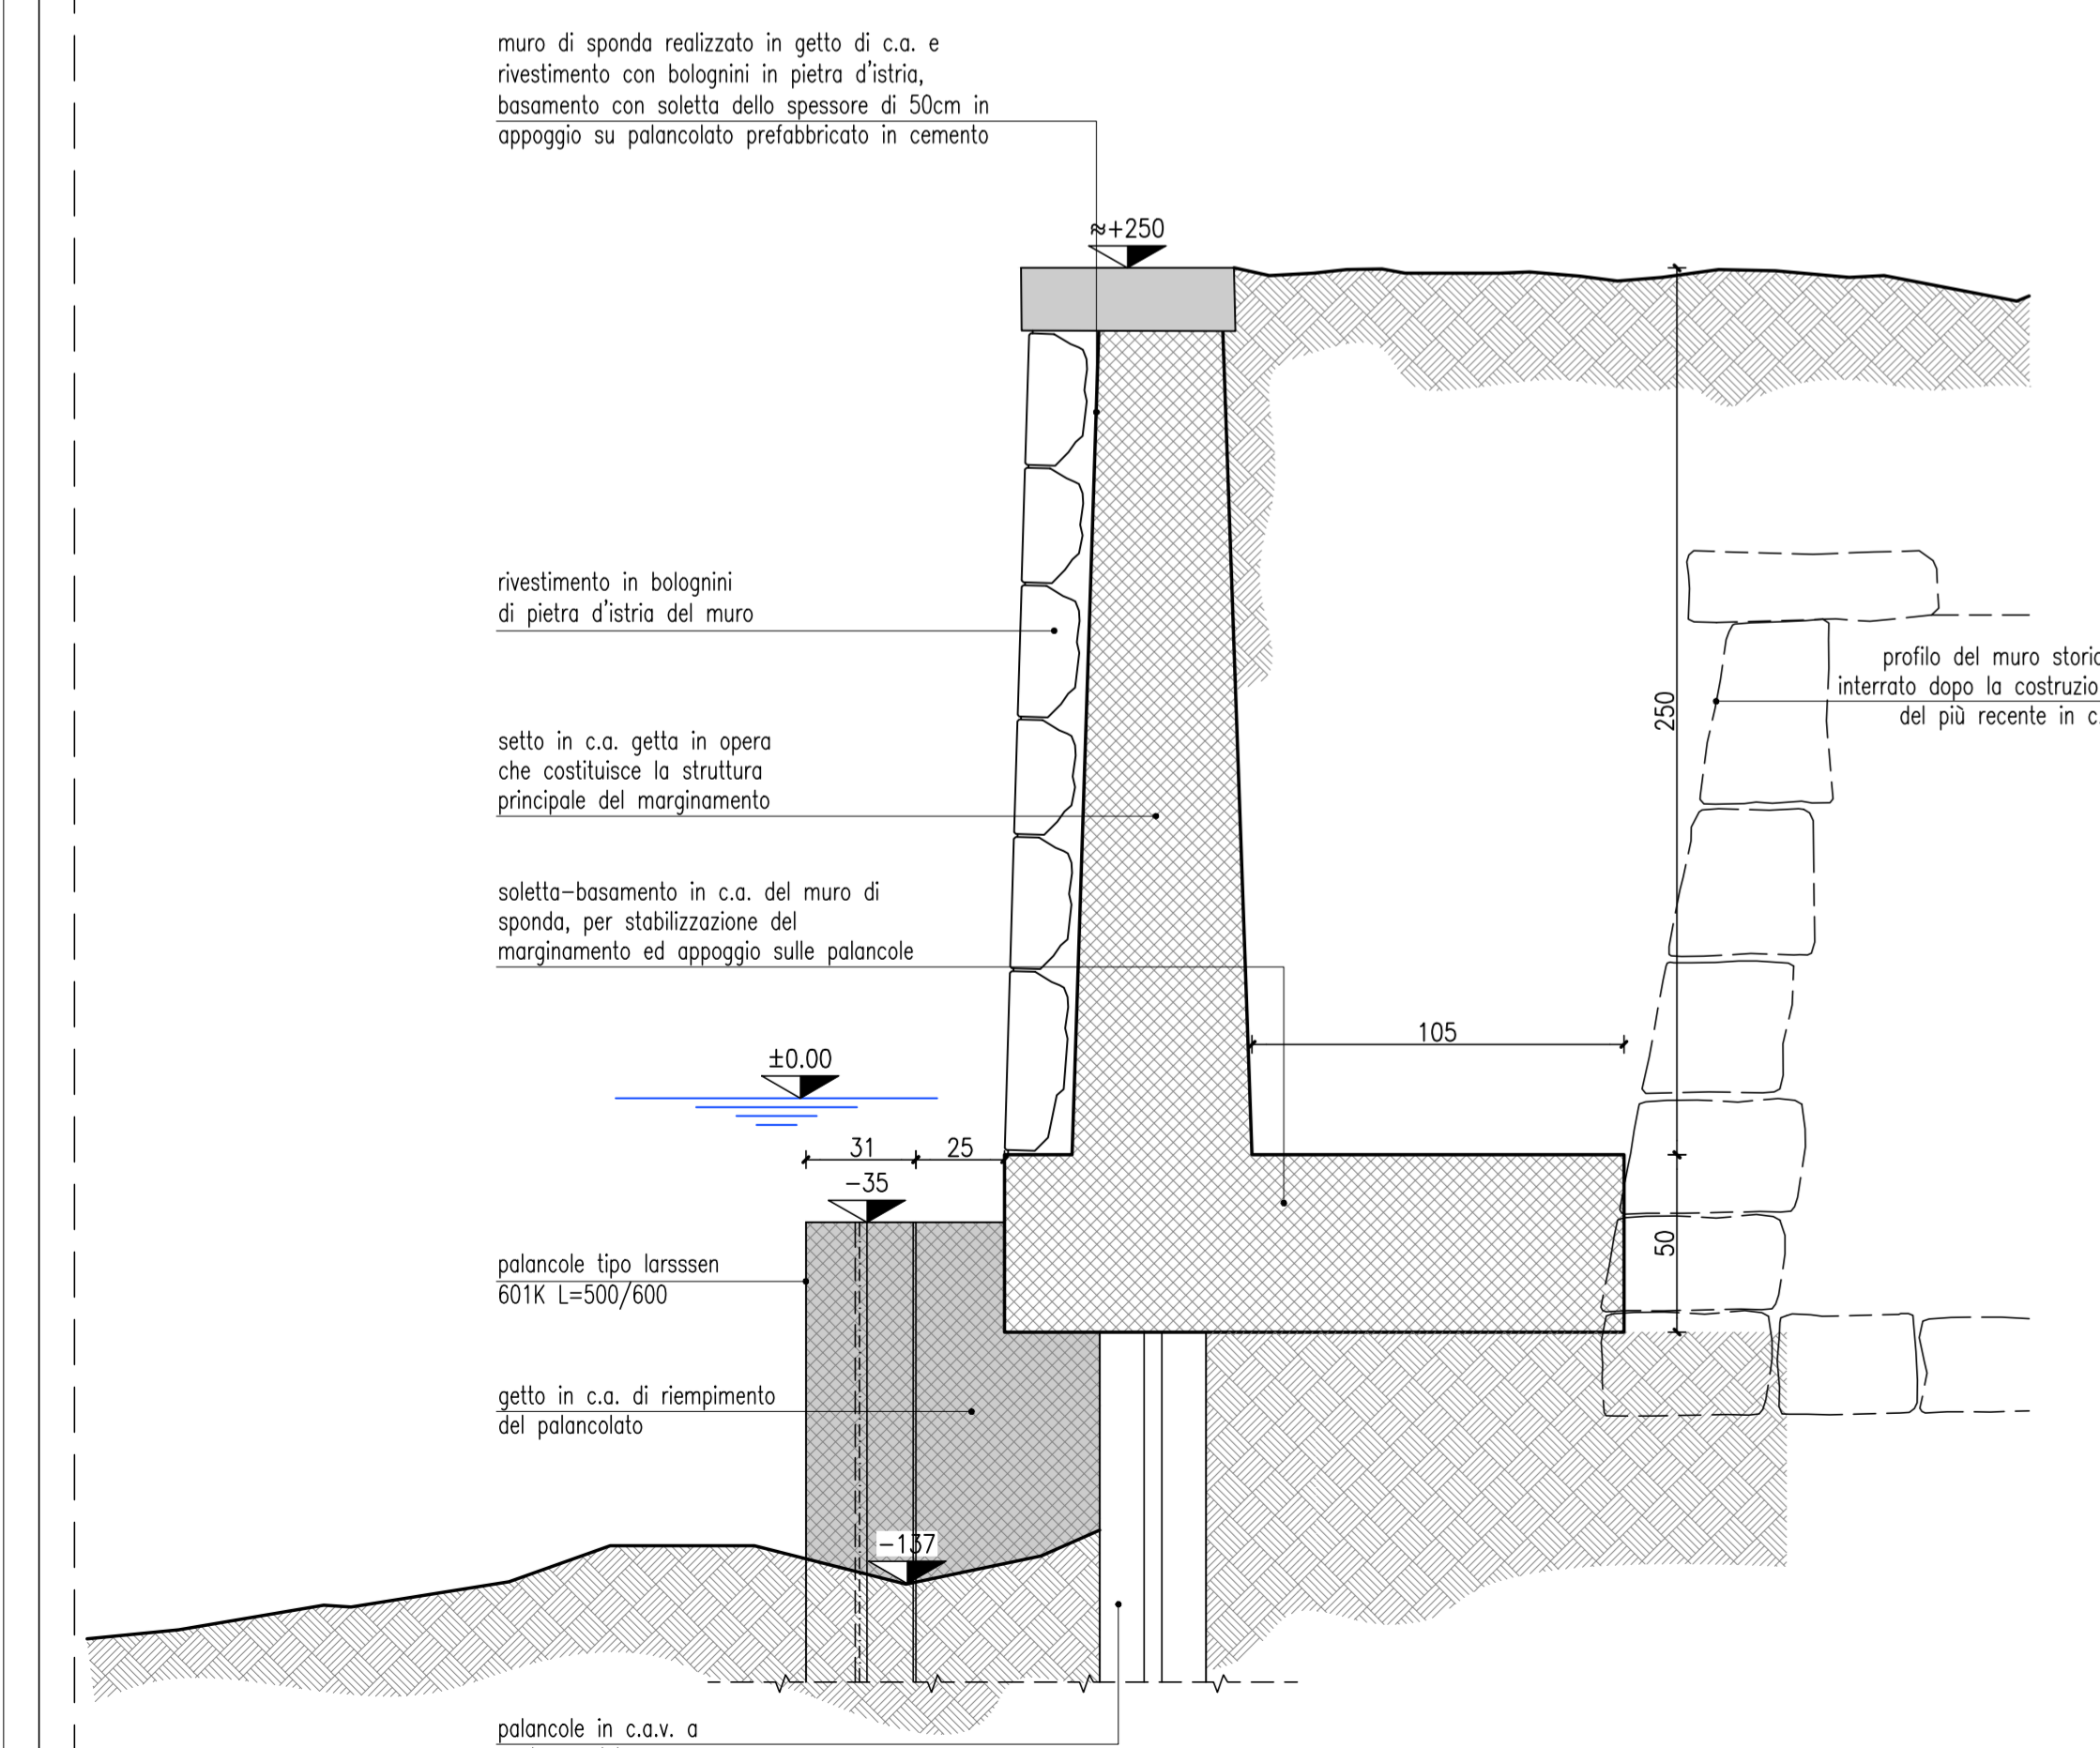 muro di sponda realizzato in getto di c.a. e
rivestimento con bolognini in pietra d'istria,
basamento con soletta dello spessore di 50cm in
appoggio su palancolato prefabbricato in cemento
≈+250
rivestimento in bolognini
di pietra d'istria del muro
profilo del muro storic
interrato dopo la costruzio
del più recente in c.
250
setto in c.a. getta in opera
che costituisce la struttura
principale del marginamento
soletta-basamento in c.a. del muro di
sponda, per stabilizzazione del
marginamento ed appoggio sulle palancole
105
±0.00
31
25
-35
50
palancole tipo larsssen
601K L=500/600
getto in c.a. di riempimento
del palancolato
-137
palancole in c.a.v. a